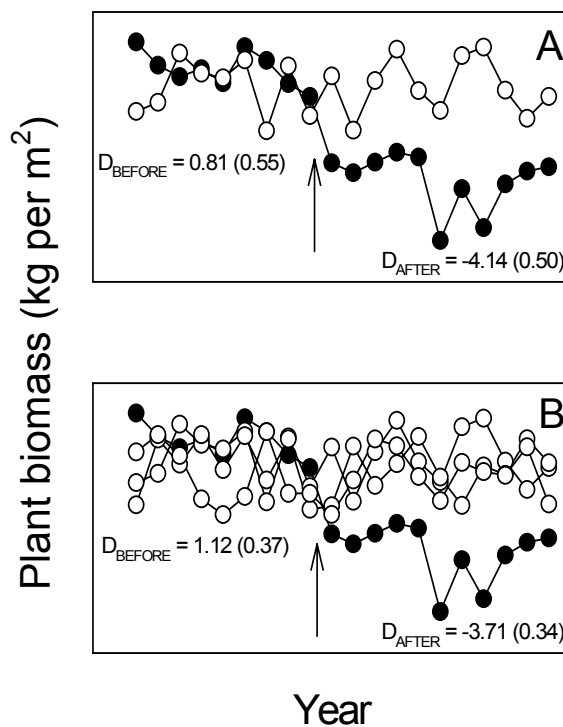 A
D_BEFORE = 0.81 (0.55)
D_AFTER = -4.14 (0.50)
Plant biomass (kg per m²)
B
D_BEFORE = 1.12 (0.37)
D_AFTER = -3.71 (0.34)
Year